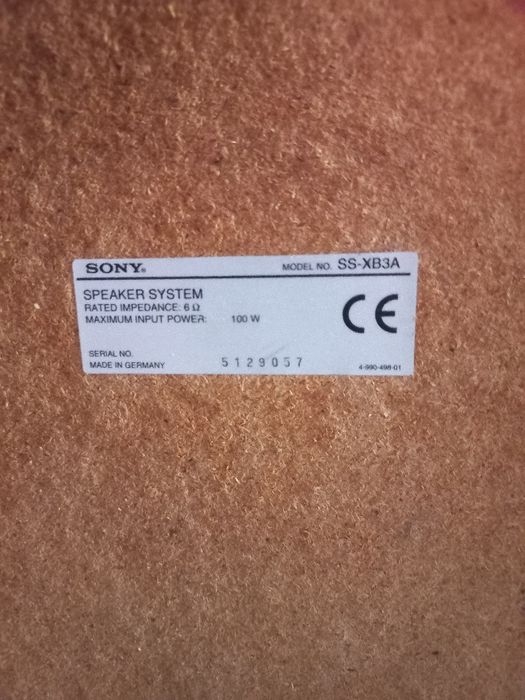 SONY® MODEL NO. SS-XB3A
SPEAKER SYSTEM
RATED IMPEDANCE: 6 Ω
MAXIMUM INPUT POWER: 100 W
CE
SERIAL NO.
MADE IN GERMANY 5129057 4-990-498-01